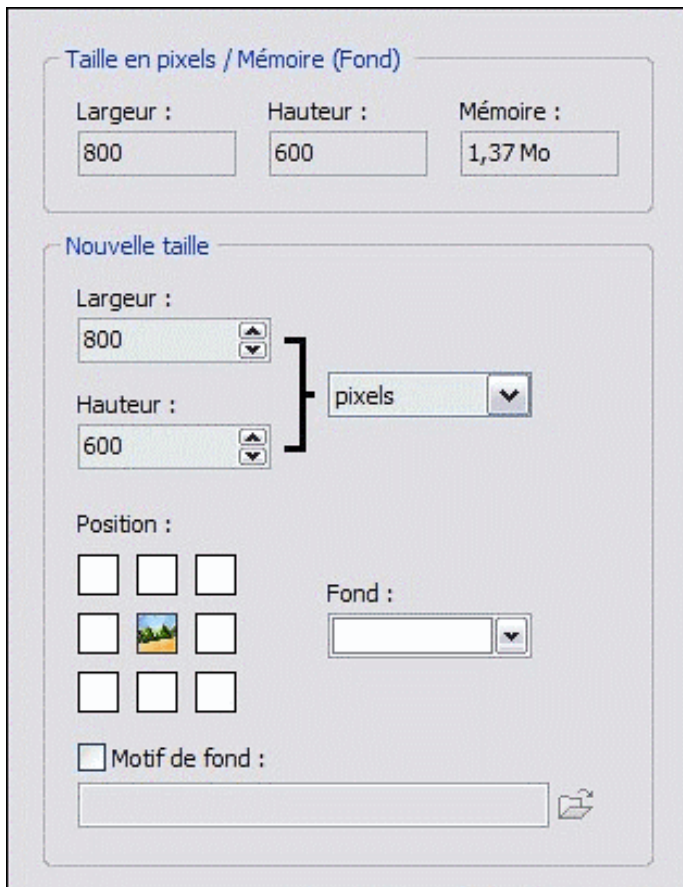 Taille en pixels / Mémoire (Fond)
Largeur : Hauteur : Mémoire :
800 600 1,37 Mo
Nouvelle taille
Largeur :
800
pixels
Hauteur :
600
Position :
Fond :
Motif de fond :